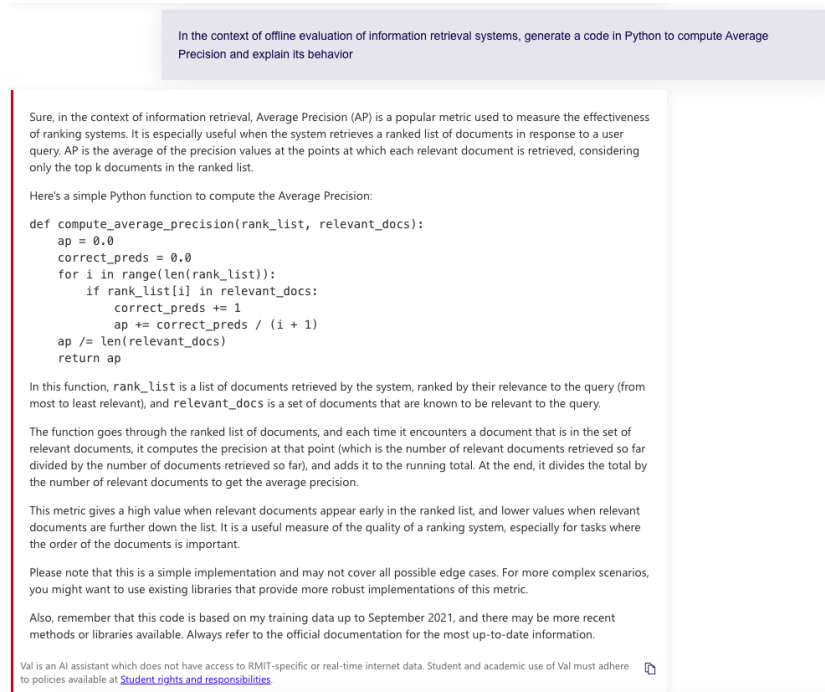 In the context of offline evaluation of information retrieval systems, generate a code in Python to compute Average
Precision and explain its behavior
Sure, in the context of information retrieval, Average Precision (AP) is a popular metric used to measure the effectiveness
of ranking systems. It is especially useful when the system retrieves a ranked list of documents in response to a user
query. AP is the average of the precision values at the points at which each relevant document is retrieved, considering
only the top k documents in the ranked list.
Here's a simple Python function to compute the Average Precision:
def compute_average_precision(rank_list, relevant_docs):
    ap = 0.0
    correct_preds = 0.0
    for i in range(len(rank_list)):
        if rank_list[i] in relevant_docs:
            correct_preds += 1
            ap += correct_preds / (i + 1)
    ap /= len(relevant_docs)
    return ap
In this function, rank_list is a list of documents retrieved by the system, ranked by their relevance to the query (from
most to least relevant), and relevant_docs is a set of documents that are known to be relevant to the query.
The function goes through the ranked list of documents, and each time it encounters a document that is in the set of
relevant documents, it computes the precision at that point (which is the number of relevant documents retrieved so far
divided by the number of documents retrieved so far), and adds it to the running total. At the end, it divides the total by
the number of relevant documents to get the average precision.
This metric gives a high value when relevant documents appear early in the ranked list, and lower values when relevant
documents are further down the list. It is a useful measure of the quality of a ranking system, especially for tasks where
the order of the documents is important.
Please note that this is a simple implementation and may not cover all possible edge cases. For more complex scenarios,
you might want to use existing libraries that provide more robust implementations of this metric.
Also, remember that this code is based on my training data up to September 2021, and there may be more recent
methods or libraries available. Always refer to the official documentation for the most up-to-date information.
Val is an AI assistant which does not have access to RMIT-specific or real-time internet data. Student and academic use of Val must adhere
to policies available at Student rights and responsibilities.